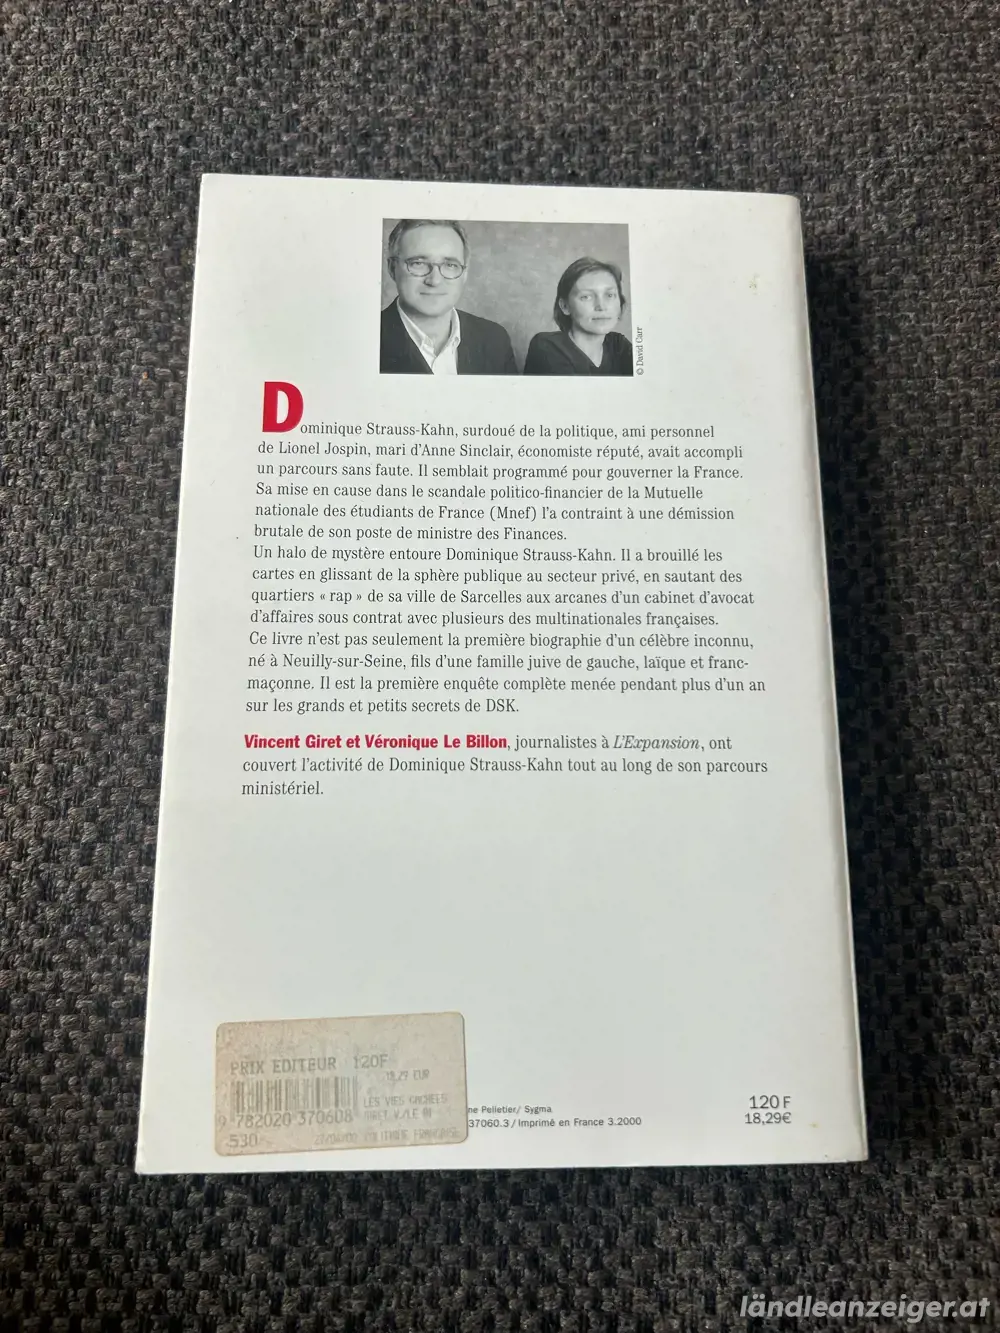 © David Carr
Dominique Strauss-Kahn, surdoué de la politique, ami personnel
de Lionel Jospin, mari d'Anne Sinclair, économiste réputé, avait accompli
un parcours sans faute. Il semblait programmé pour gouverner la France.
Sa mise en cause dans le scandale politico-financier de la Mutuelle
nationale des étudiants de France (Mnef) l'a contraint à une démission
brutale de son poste de ministre des Finances.
Un halo de mystère entoure Dominique Strauss-Kahn. Il a brouillé les
cartes en glissant de la sphère publique au secteur privé, en sautant des
quartiers « rap » de sa ville de Sarcelles aux arcanes d'un cabinet d'avocat
d'affaires sous contrat avec plusieurs des multinationales françaises.
Ce livre n'est pas seulement la première biographie d'un célèbre inconnu,
né à Neuilly-sur-Seine, fils d'une famille juive de gauche, laïque et franc-
maçonne. Il est la première enquête complète menée pendant plus d'un an
sur les grands et petits secrets de DSK.
Vincent Giret et Véronique Le Billon, journalistes à L'Expansion, ont
couvert l'activité de Dominique Strauss-Kahn tout au long de son parcours
ministériel.
PRIX EDITEUR 120F
18,29 EUR
LES VIES CACHEES
9 782020 370608 GIRET V/LE BI
530 POLITIQUE FRANCAISE
ne Pelletier/ Sygma
37060.3 / Imprimé en France 3.2000
120 F
18,29€
ländleanzeiger.at